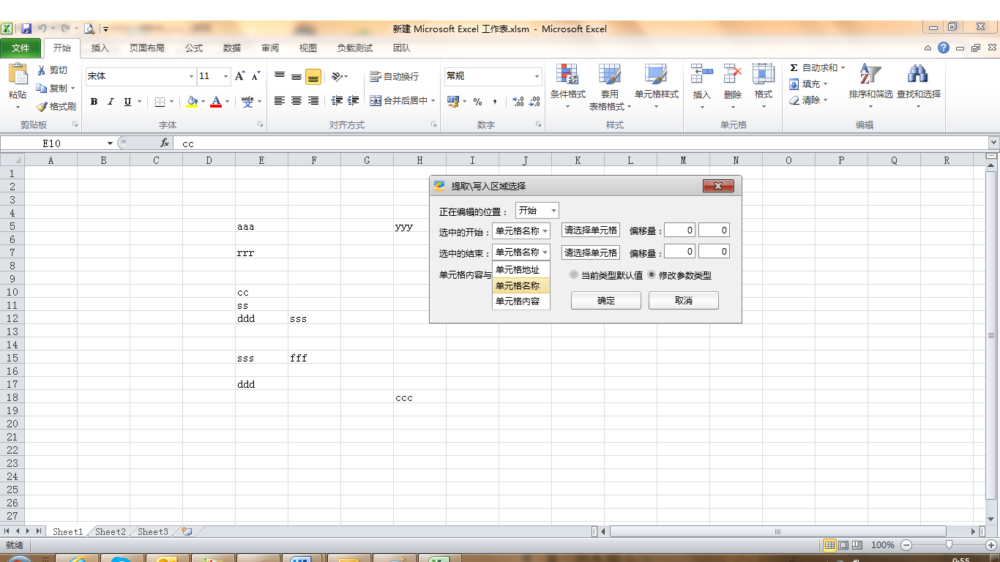 新建 Microsoft Excel 工作表.xlsm - Microsoft Excel
文件 开始 插入 页面布局 公式 数据 审阅 视图 负载测试 团队
粘贴 剪切 复制 格式刷 剪贴板
宋体 11 B I U A A A wén 字体
自动换行 合并后居中 对齐方式
常规 % , .00 .00 数字
条件格式 套用 表格格式 单元格样式 样式
插入 删除 格式 单元格
Σ 自动求和 填充 清除 排序和筛选 查找和选择 编辑
E10 fx cc
A B C D E F G H I J K L M N O P Q R
1
2
3
4
5 aaa yyy
6
7 rrr
8
9
10 cc
11 ss
12 ddd sss
13
14
15 sss fff
16
17 ddd
18 ccc
19
20
21
22
23
24
25
26
27
提取\写入区域选择
正在编辑的位置： 开始
选中的开始： 单元格名称 请选择单元格 偏移量： 0 0
选中的结束： 单元格名称 请选择单元格 偏移量： 0 0
单元格地址
单元格内容与 当前类型默认值 修改参数类型
单元格名称
单元格内容 确定 取消
Sheet1 Sheet2 Sheet3
就绪 100%
9:55